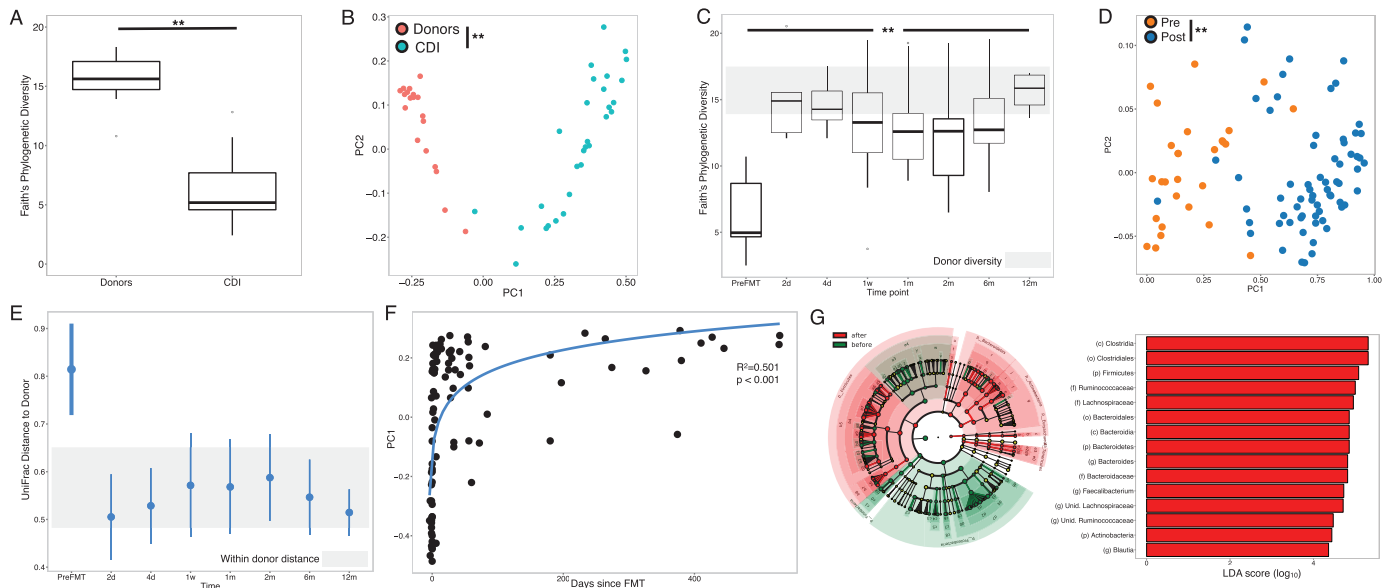 A
**
20
15
10
5
0
Faith's Phylogenetic Diversity
Donors
CDI
B
Donors
CDI
**
0.3
0.2
0.1
0.0
−0.1
−0.2
PC2
−0.25
0.00
0.25
0.50
PC1
C
**
20
15
10
5
Faith's Phylogenetic Diversity
Donor diversity
PreFMT
2d
4d
1w
1m
2m
6m
12m
Time point
D
Pre
Post
**
0.10
0.05
0.00
−0.05
PC2
0.00
0.25
0.50
0.75
1.00
PC1
E
0.9
0.8
0.7
0.6
0.5
0.4
UniFrac Distance to Donor
Within donor distance
PreFMT
2d
4d
1w
1m
2m
6m
12m
Time
F
0.2
0.0
−0.2
−0.4
PC1
R²=0.501
p < 0.001
0
200
400
Days since FMT
G
after
before
(c) Clostridia
(o) Clostridiales
(p) Firmicutes
(f) Ruminococcaceae
(f) Lachnospiraceae
(o) Bacteroidales
(c) Bacteroidia
(p) Bacteroidetes
(g) Bacteroides
(f) Bacteroidaceae
(g) Faecalibacterium
(g) Unid. Lachnospiraceae
(g) Unid. Ruminococcaceae
(p) Actinobacteria
(g) Blautia
0
2
4
LDA score (log₁₀)